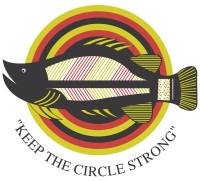 "KEEP THE CIRCLE STRONG"